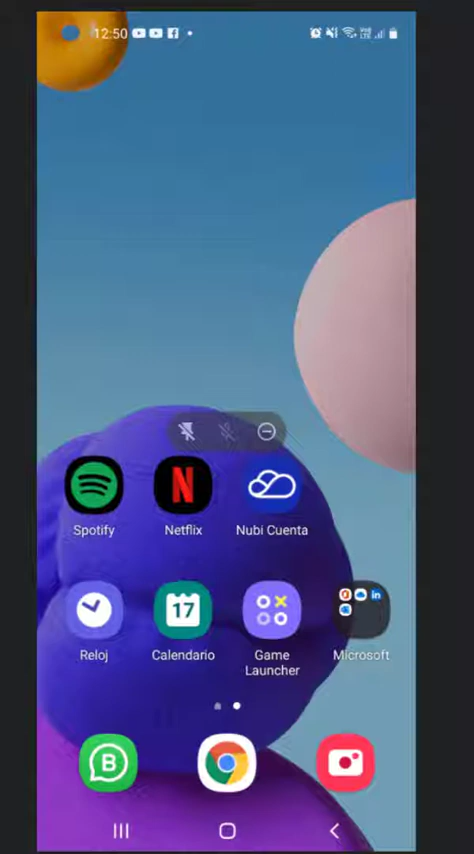 12:50
Spotify
Netflix
Nubi Cuenta
17
Reloj
Calendario
Game
Launcher
Microsoft
B